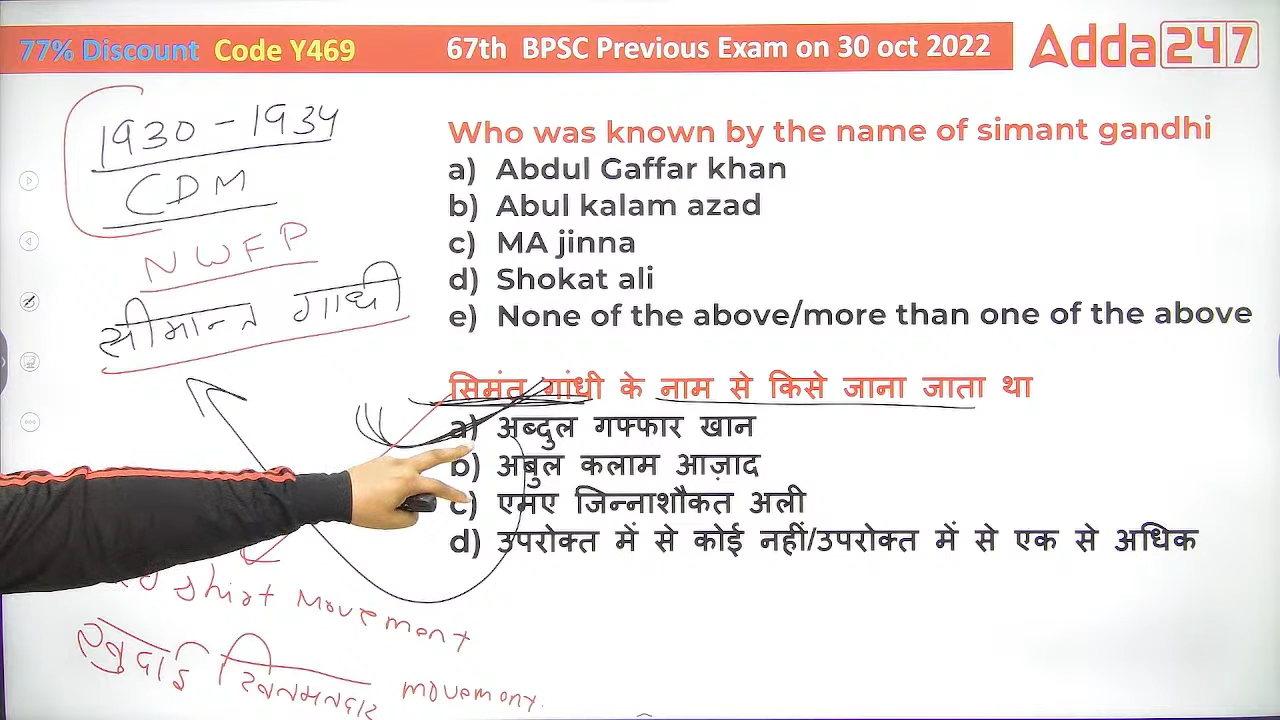 77% Discount Code Y469
67th BPSC Previous Exam on 30 oct 2022
Adda247
1930 - 1934
CDM
NWFP
सीमान्त गाधी
Who was known by the name of simant gandhi
a) Abdul Gaffar khan
b) Abul kalam azad
c) MA jinna
d) Shokat ali
e) None of the above/more than one of the above
सिमंत गांधी के नाम से किसे जाना जाता था
a) अब्दुल गफ्फार खान
b) अबुल कलाम आज़ाद
c) एमए जिन्नाशौकत अली
d) उपरोक्त में से कोई नहीं/उपरोक्त में से एक से अधिक
shirt movement
खुदाई movement.